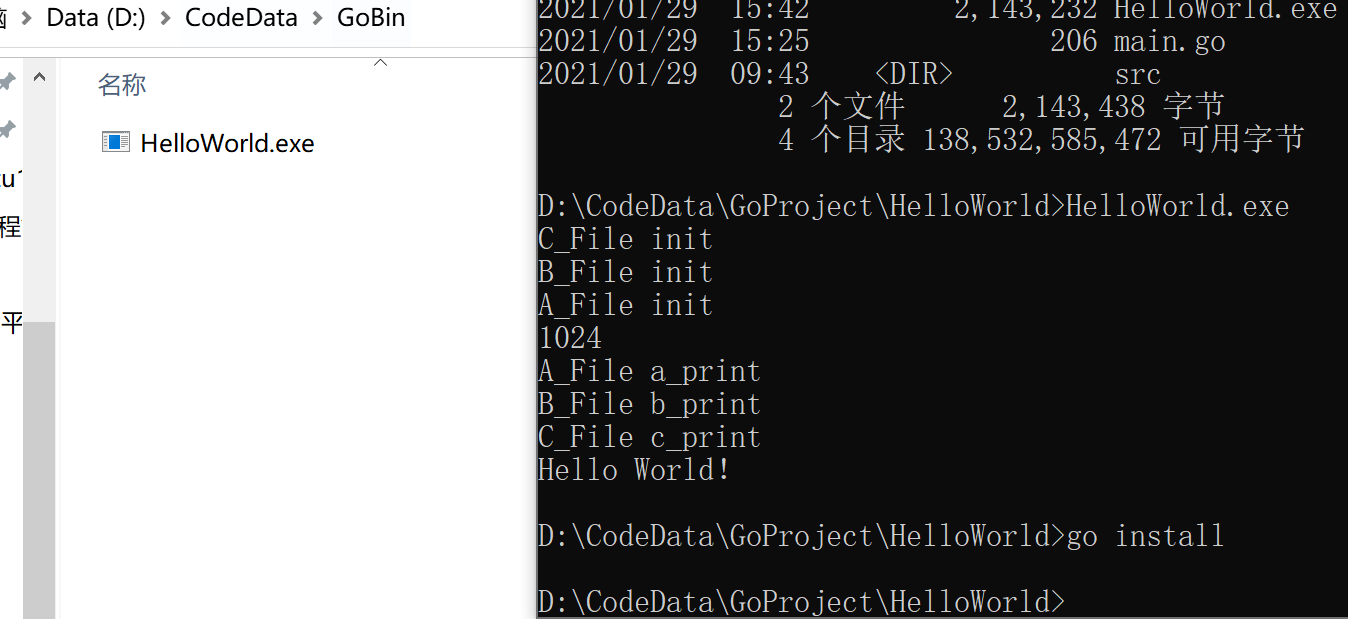 Data (D:) > CodeData > GoBin
名称
HelloWorld.exe
程
平
2021/01/29 15:42 2,143,232 HelloWorld.exe
2021/01/29 15:25 206 main.go
2021/01/29 09:43 <DIR> src
2 个文件 2,143,438 字节
4 个目录 138,532,585,472 可用字节
D:\CodeData\GoProject\HelloWorld>HelloWorld.exe
C_File init
B_File init
A_File init
1024
A_File a_print
B_File b_print
C_File c_print
Hello World!
D:\CodeData\GoProject\HelloWorld>go install
D:\CodeData\GoProject\HelloWorld>